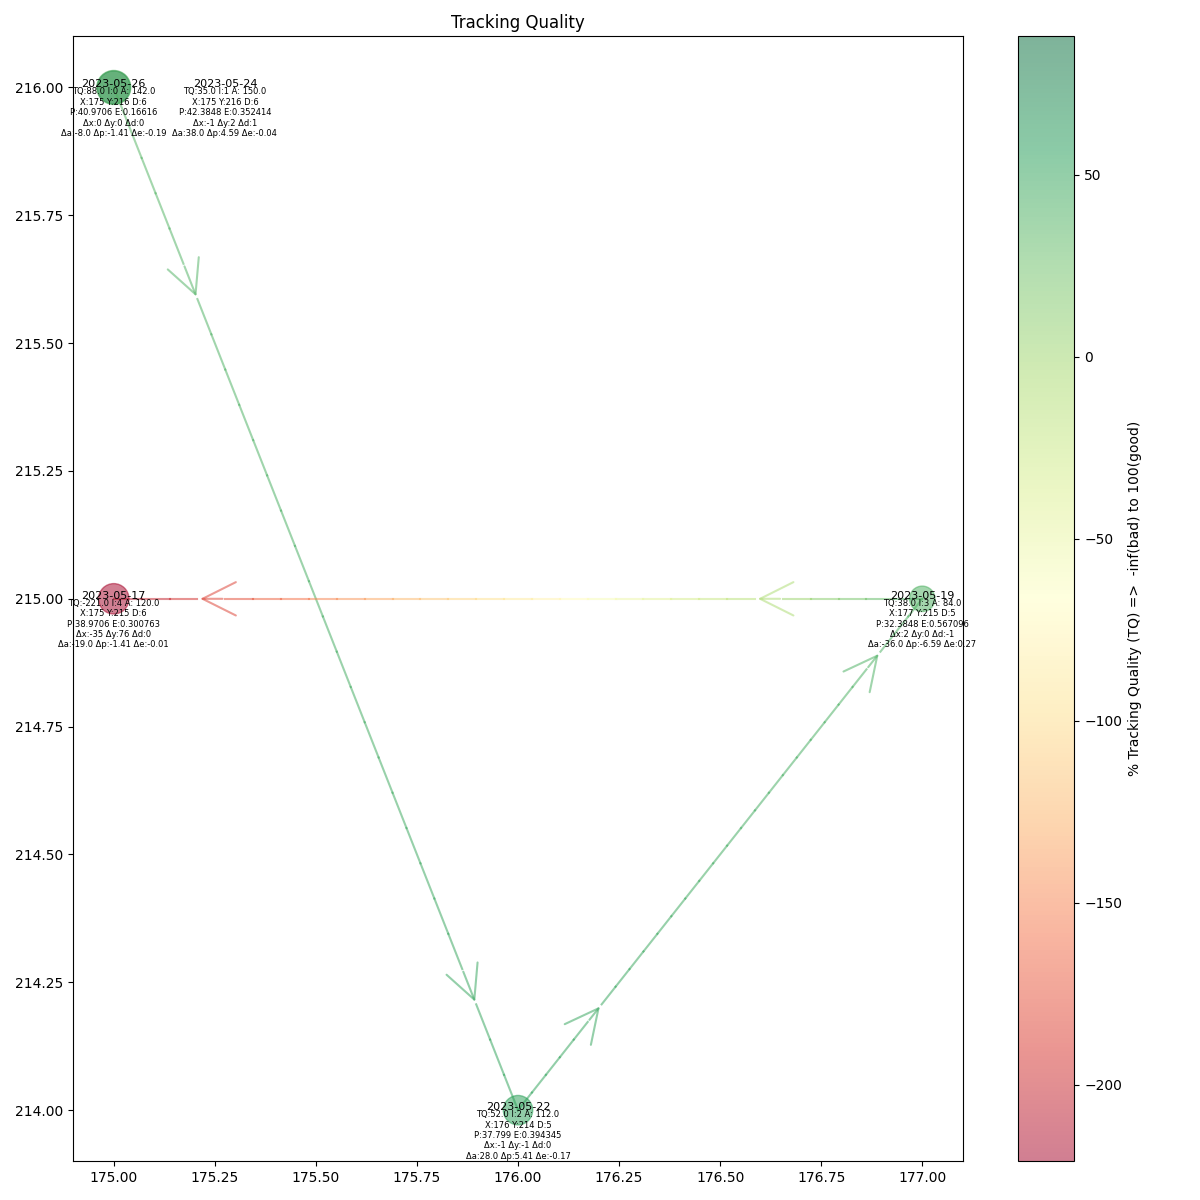 Tracking Quality
216.00
215.75
215.50
215.25
215.00
214.75
214.50
214.25
214.00
2023-05-26
TQ:88.0 I:0 A: 142.0
X:175 Y:216 D:6
P:40.9706 E:0.16616
Δx:0 Δy:0 Δd:0
Δa:-8.0 Δp:-1.41 Δe:-0.19
2023-05-24
TQ:35.0 I:1 A: 150.0
X:175 Y:216 D:6
P:42.3848 E:0.352414
Δx:-1 Δy:2 Δd:1
Δa:38.0 Δp:4.59 Δe:-0.04
2023-05-17
TQ:-221.0 I:4 A: 120.0
X:175 Y:215 D:6
P:38.9706 E:0.300763
Δx:-35 Δy:76 Δd:0
Δa:-19.0 Δp:-1.41 Δe:-0.01
2023-05-19
TQ:38.0 I:3 A: 84.0
X:177 Y:215 D:5
P:32.3848 E:0.567096
Δx:2 Δy:0 Δd:-1
Δa:-36.0 Δp:-6.59 Δe:0.27
2023-05-22
TQ:52.0 I:2 A: 112.0
X:176 Y:214 D:5
P:37.799 E:0.394345
Δx:-1 Δy:-1 Δd:0
Δa:28.0 Δp:5.41 Δe:-0.17
175.00 175.25 175.50 175.75 176.00 176.25 176.50 176.75 177.00
50
0
−50
−100
−150
−200
% Tracking Quality (TQ) => -inf(bad) to 100(good)